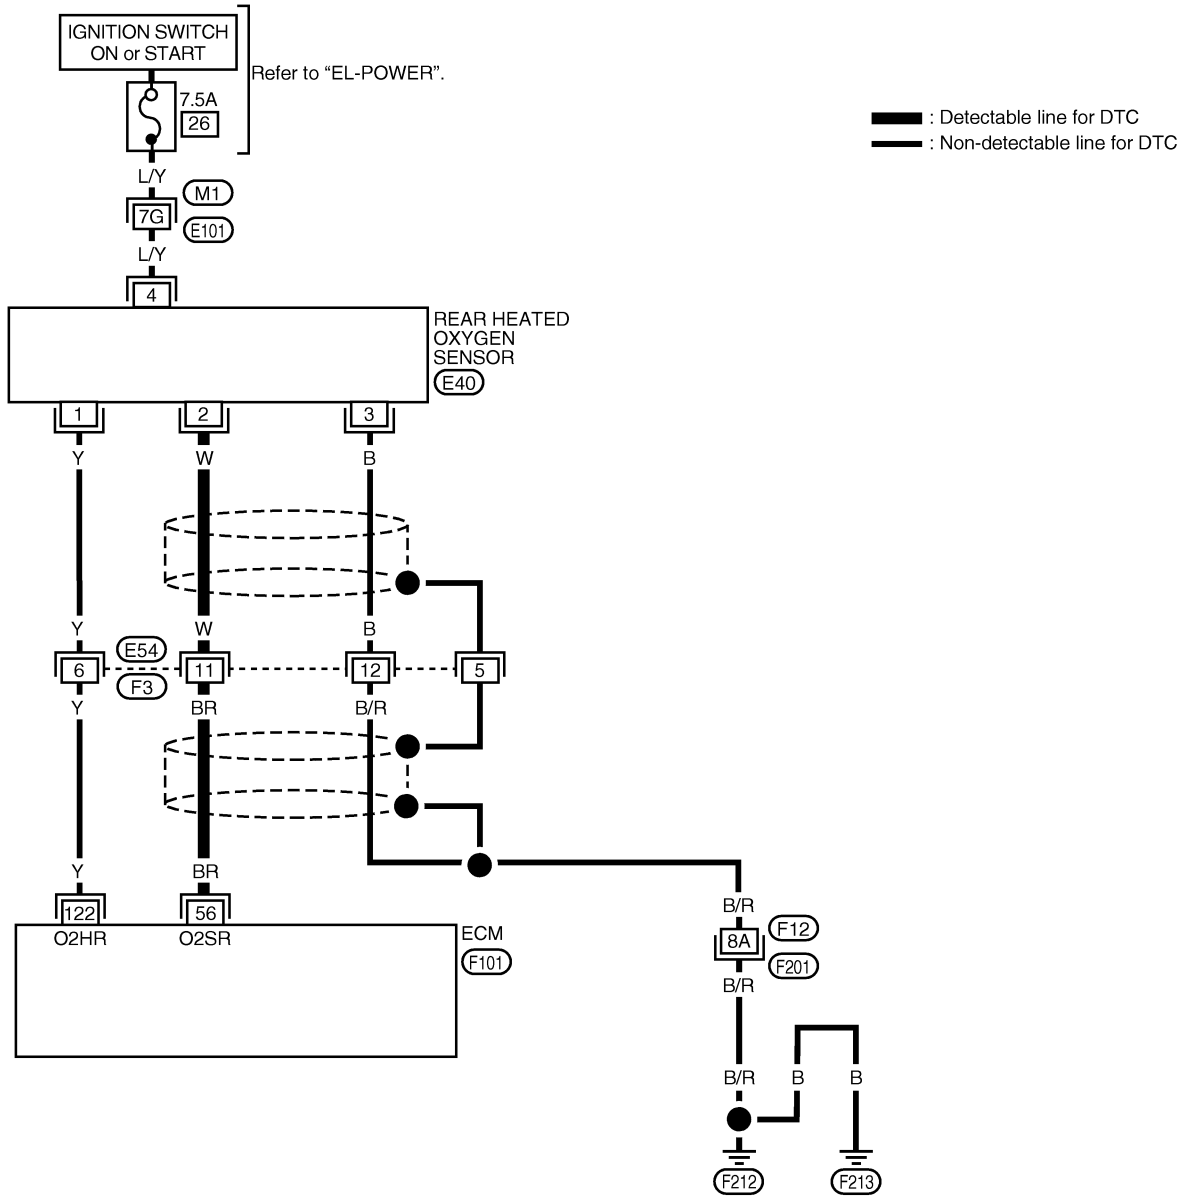 IGNITION SWITCH
ON or START
Refer to “EL-POWER”.
7.5A
26
: Detectable line for DTC
: Non-detectable line for DTC
L/Y
M1
7G
E101
L/Y
4
REAR HEATED
OXYGEN
SENSOR
E40
1
2
3
Y
W
B
Y
W
B
E54
6
11
12
5
F3
Y
BR
B/R
Y
BR
122
56
O2HR
O2SR
ECM
F101
B/R
F12
8A
F201
B/R
B/R
B
B
F212
F213